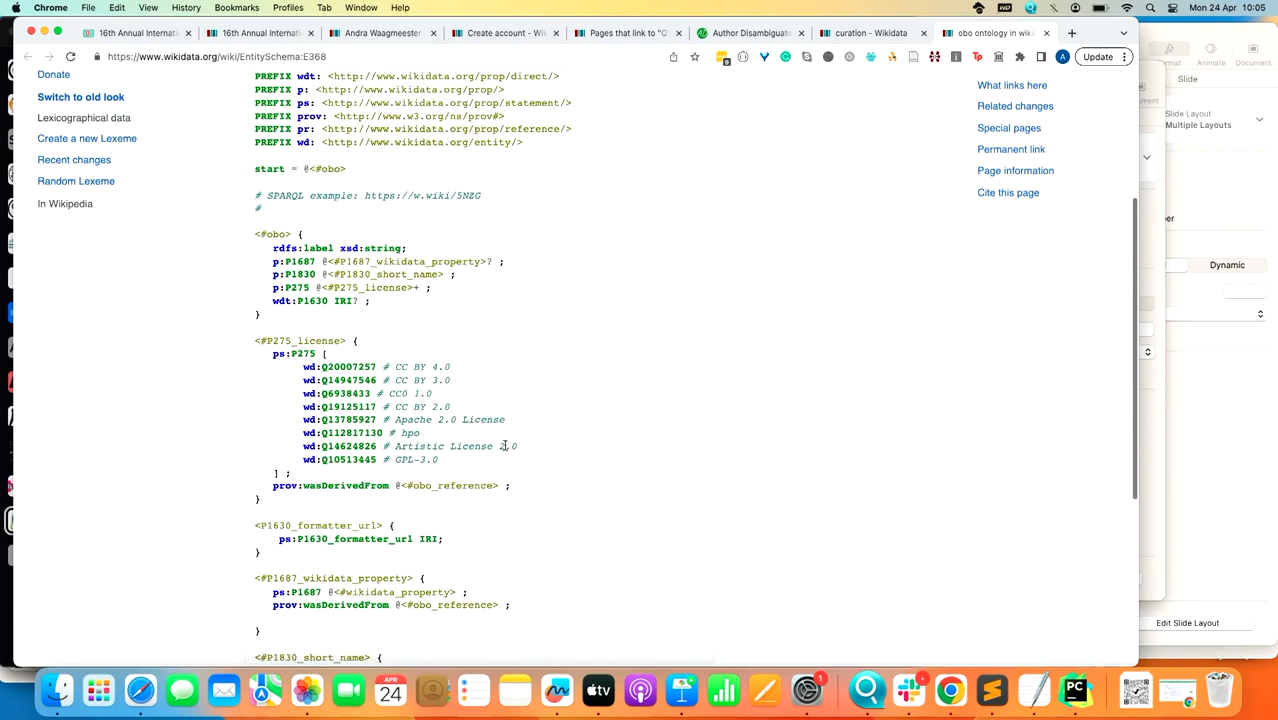 Chrome File Edit View History Bookmarks Profiles Tab Window Help Mon 24 Apr 10:05
16th Annual Internati 16th Annual Internati Andra Waagmeester Create account - Wik Pages that link to "Q Author Disambiguato curation - Wikidata obo ontology in wiki
https://www.wikidata.org/wiki/EntitySchema:E368 Update
Donate
Switch to old look
Lexicographical data
Create a new Lexeme
Recent changes
Random Lexeme
In Wikipedia
PREFIX wdt: <http://www.wikidata.org/prop/direct/>
PREFIX p: <http://www.wikidata.org/prop/>
PREFIX ps: <http://www.wikidata.org/prop/statement/>
PREFIX prov: <http://www.w3.org/ns/prov#>
PREFIX pr: <http://www.wikidata.org/prop/reference/>
PREFIX wd: <http://www.wikidata.org/entity/>
start = @<#obo>
# SPARQL example: https://w.wiki/5NZG
#
<#obo> {
rdfs:label xsd:string;
p:P1687 @<#P1687_wikidata_property>? ;
p:P1830 @<#P1830_short_name> ;
p:P275 @<#P275_license>+ ;
wdt:P1630 IRI? ;
}
<#P275_license> {
ps:P275 [
wd:Q20007257 # CC BY 4.0
wd:Q14947546 # CC BY 3.0
wd:Q6938433 # CC0 1.0
wd:Q19125117 # CC BY 2.0
wd:Q13785927 # Apache 2.0 License
wd:Q112817130 # hpo
wd:Q14624826 # Artistic License 2.0
wd:Q10513445 # GPL-3.0
] ;
prov:wasDerivedFrom @<#obo_reference> ;
}
<P1630_formatter_url> {
ps:P1630_formatter_url IRI;
}
<#P1687_wikidata_property> {
ps:P1687 @<#wikidata_property> ;
prov:wasDerivedFrom @<#obo_reference> ;
}
<#P1830_short_name> {
What links here
Related changes
Special pages
Permanent link
Page information
Cite this page
Animate Document
Slide
Slide Layout
Multiple Layouts
Dynamic
Edit Slide Layout
APR
24
tv
PC